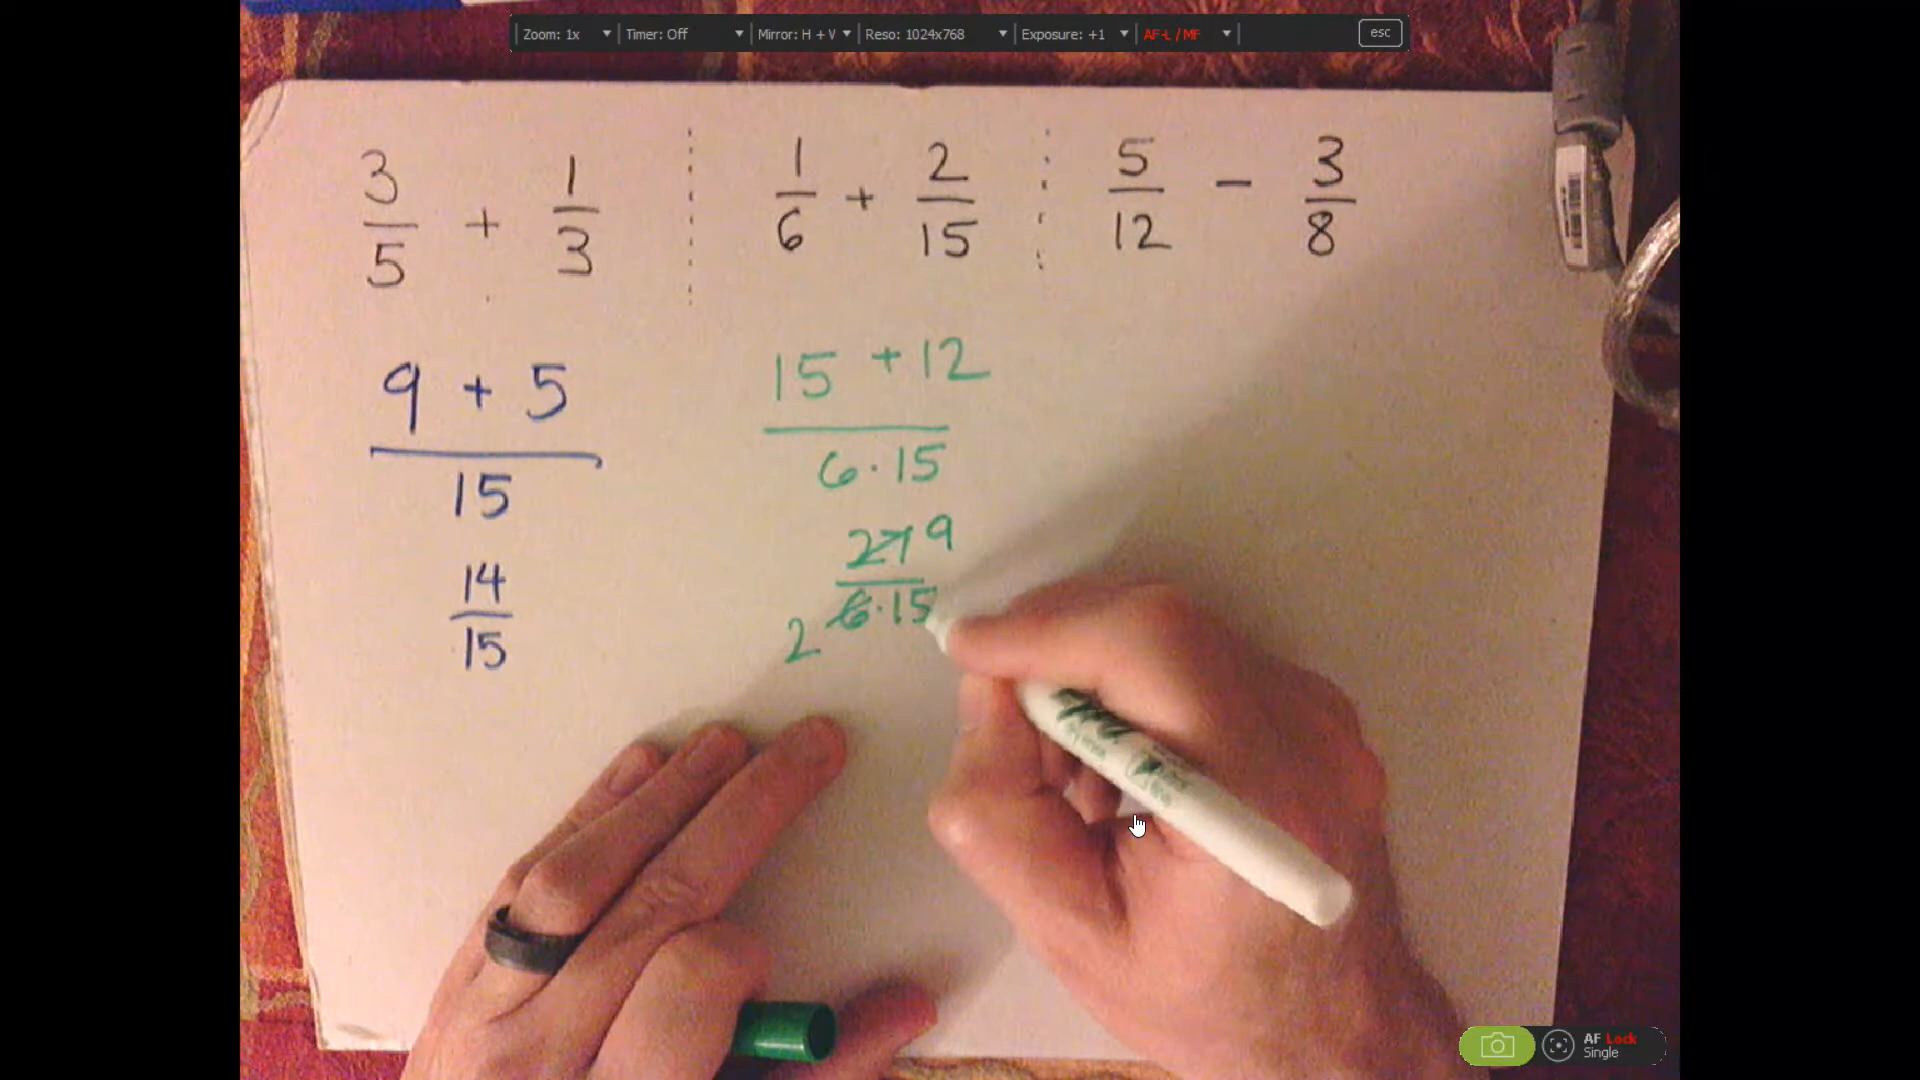 Zoom: 1x Timer: Off Mirror: H + V Reso: 1024x768 Exposure: +1 AF-L / MF esc
3/5 + 1/3
1/6 + 2/15
5/12 - 3/8
9 + 5
15
14
15
15 + 12
6 · 15
27 9
2 6 · 15
AF Lock
Single